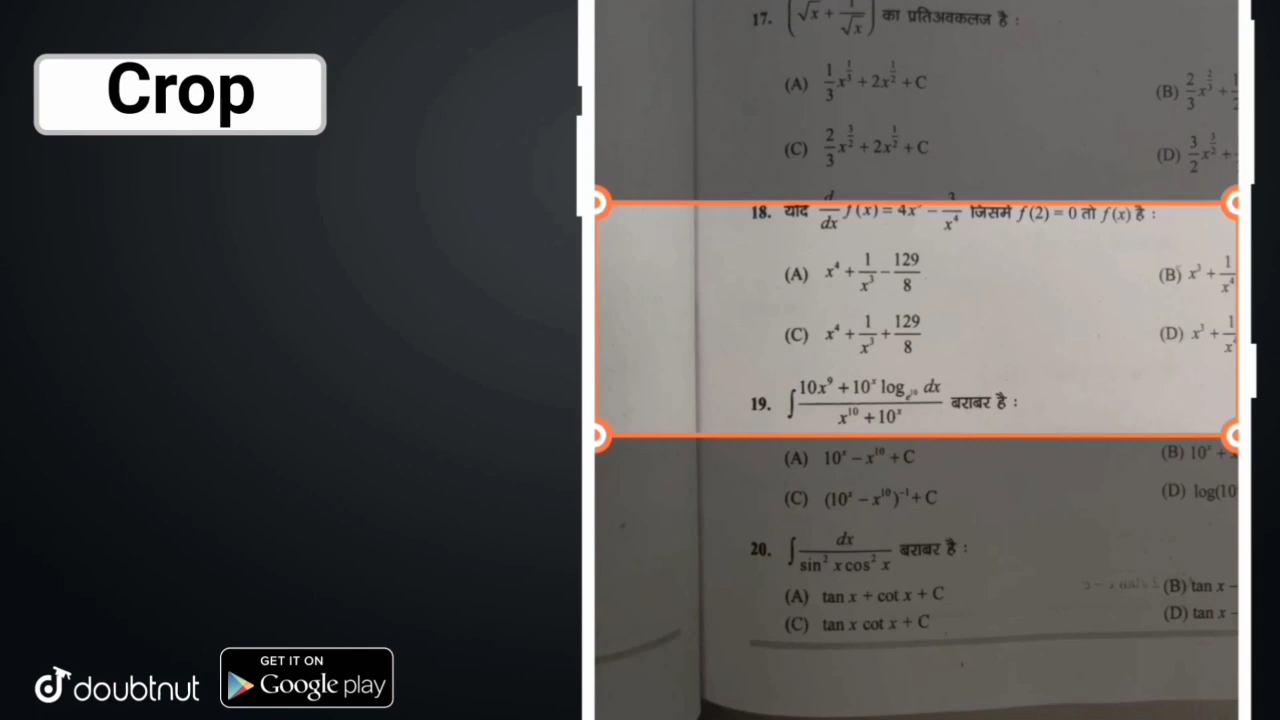 Crop
17. (√x + 1/√x) का प्रतिअवकलज है :
(A) 1/3 x^(1/3) + 2x^(1/2) + C
(B) 2/3 x^(2/3) +
(C) 2/3 x^(3/2) + 2x^(1/2) + C
(D) 3/2 x^(3/2) +
18. यदि d/dx f(x) = 4x³ − 3/x⁴ जिसमें f(2) = 0 तो f(x) है :
(A) x⁴ + 1/x³ − 129/8
(B) x³ + 1/x⁴
(C) x⁴ + 1/x³ + 129/8
(D) x³ + 1/x⁴
19. ∫ (10x⁹ + 10ˣ logₑ10 dx)/(x¹⁰ + 10ˣ) बराबर है :
(A) 10ˣ − x¹⁰ + C
(B) 10ˣ +
(C) (10ˣ − x¹⁰)⁻¹ + C
(D) log(10
20. ∫ dx/(sin² x cos² x) बराबर है :
(A) tan x + cot x + C
(B) tan x −
(C) tan x cot x + C
(D) tan x −
doubtnut
GET IT ON
Google play